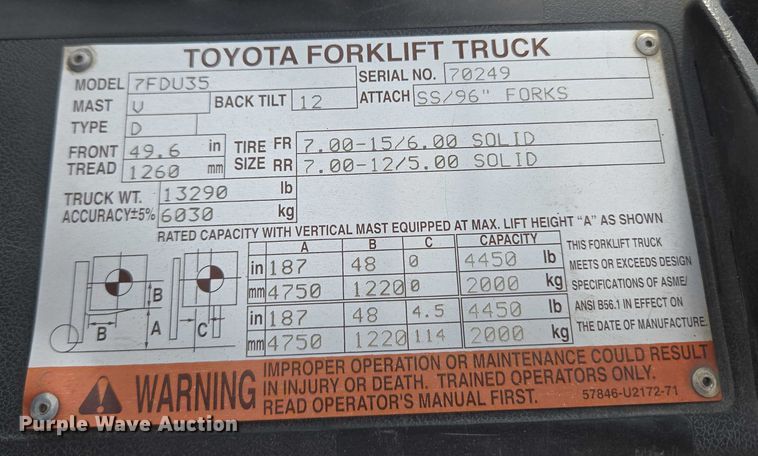 TOYOTA FORKLIFT TRUCK
MODEL 7FDU35 SERIAL NO. 70249
MAST V BACK TILT 12 ATTACH SS/96" FORKS
TYPE D
FRONT TREAD 49.6 in TIRE SIZE FR 7.00-15/6.00 SOLID
1260 mm RR 7.00-12/5.00 SOLID
TRUCK WT. 13290 lb
ACCURACY±5% 6030 kg
RATED CAPACITY WITH VERTICAL MAST EQUIPPED AT MAX. LIFT HEIGHT "A" AS SHOWN
A B C CAPACITY
in 187 48 0 4450 lb
mm 4750 1220 0 2000 kg
in 187 48 4.5 4450 lb
mm 4750 1220 114 2000 kg
B B A C
THIS FORKLIFT TRUCK
MEETS OR EXCEEDS DESIGN
SPECIFICATIONS OF ASME/
ANSI B56.1 IN EFFECT ON
THE DATE OF MANUFACTURE.
WARNING
IMPROPER OPERATION OR MAINTENANCE COULD RESULT
IN INJURY OR DEATH. TRAINED OPERATORS ONLY.
READ OPERATOR'S MANUAL FIRST.
57846-U2172-71
Purple Wave Auction